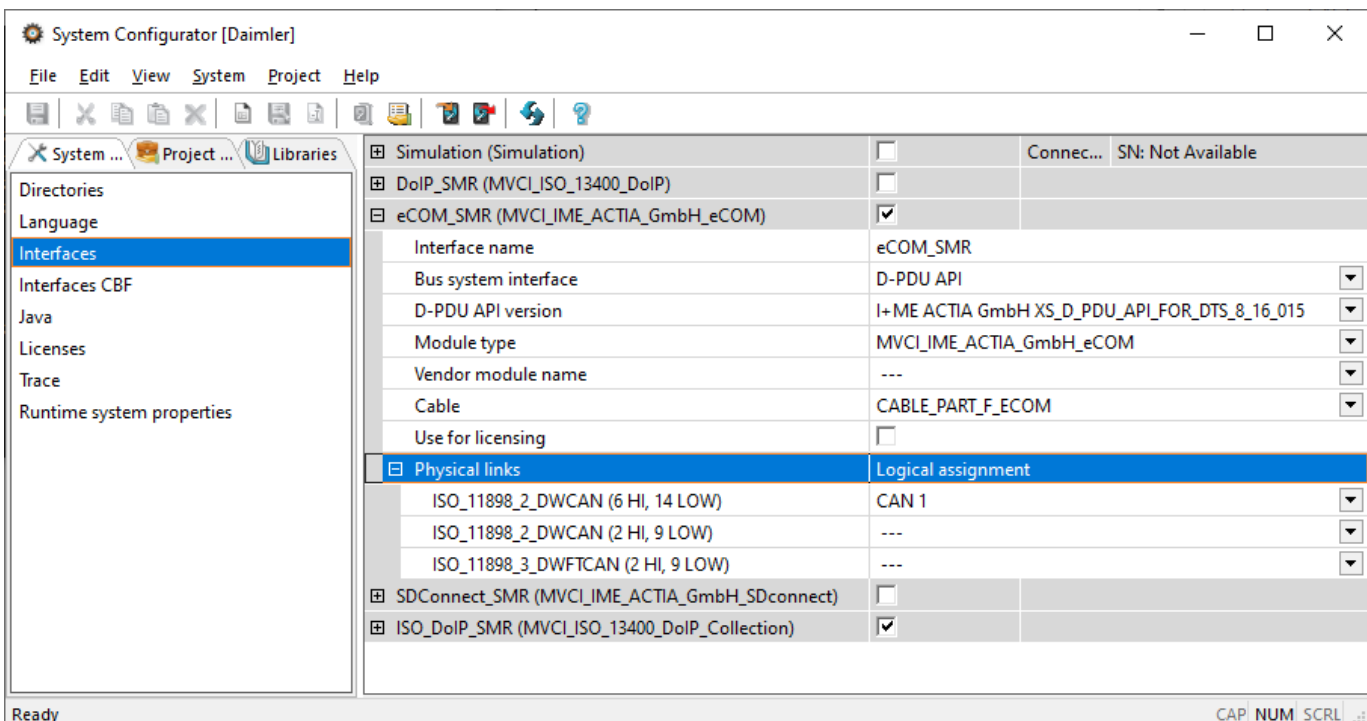 System Configurator [Daimler]
File Edit View System Project Help
System ... Project ... Libraries
Directories
Language
Interfaces
Interfaces CBF
Java
Licenses
Trace
Runtime system properties
Simulation (Simulation) Connec... SN: Not Available
DoIP_SMR (MVCI_ISO_13400_DoIP)
eCOM_SMR (MVCI_IME_ACTIA_GmbH_eCOM)
Interface name eCOM_SMR
Bus system interface D-PDU API
D-PDU API version I+ME ACTIA GmbH XS_D_PDU_API_FOR_DTS_8_16_015
Module type MVCI_IME_ACTIA_GmbH_eCOM
Vendor module name ---
Cable CABLE_PART_F_ECOM
Use for licensing
Physical links Logical assignment
ISO_11898_2_DWCAN (6 HI, 14 LOW) CAN 1
ISO_11898_2_DWCAN (2 HI, 9 LOW) ---
ISO_11898_3_DWFTCAN (2 HI, 9 LOW) ---
SDConnect_SMR (MVCI_IME_ACTIA_GmbH_SDconnect)
ISO_DoIP_SMR (MVCI_ISO_13400_DoIP_Collection)
Ready CAP NUM SCRL